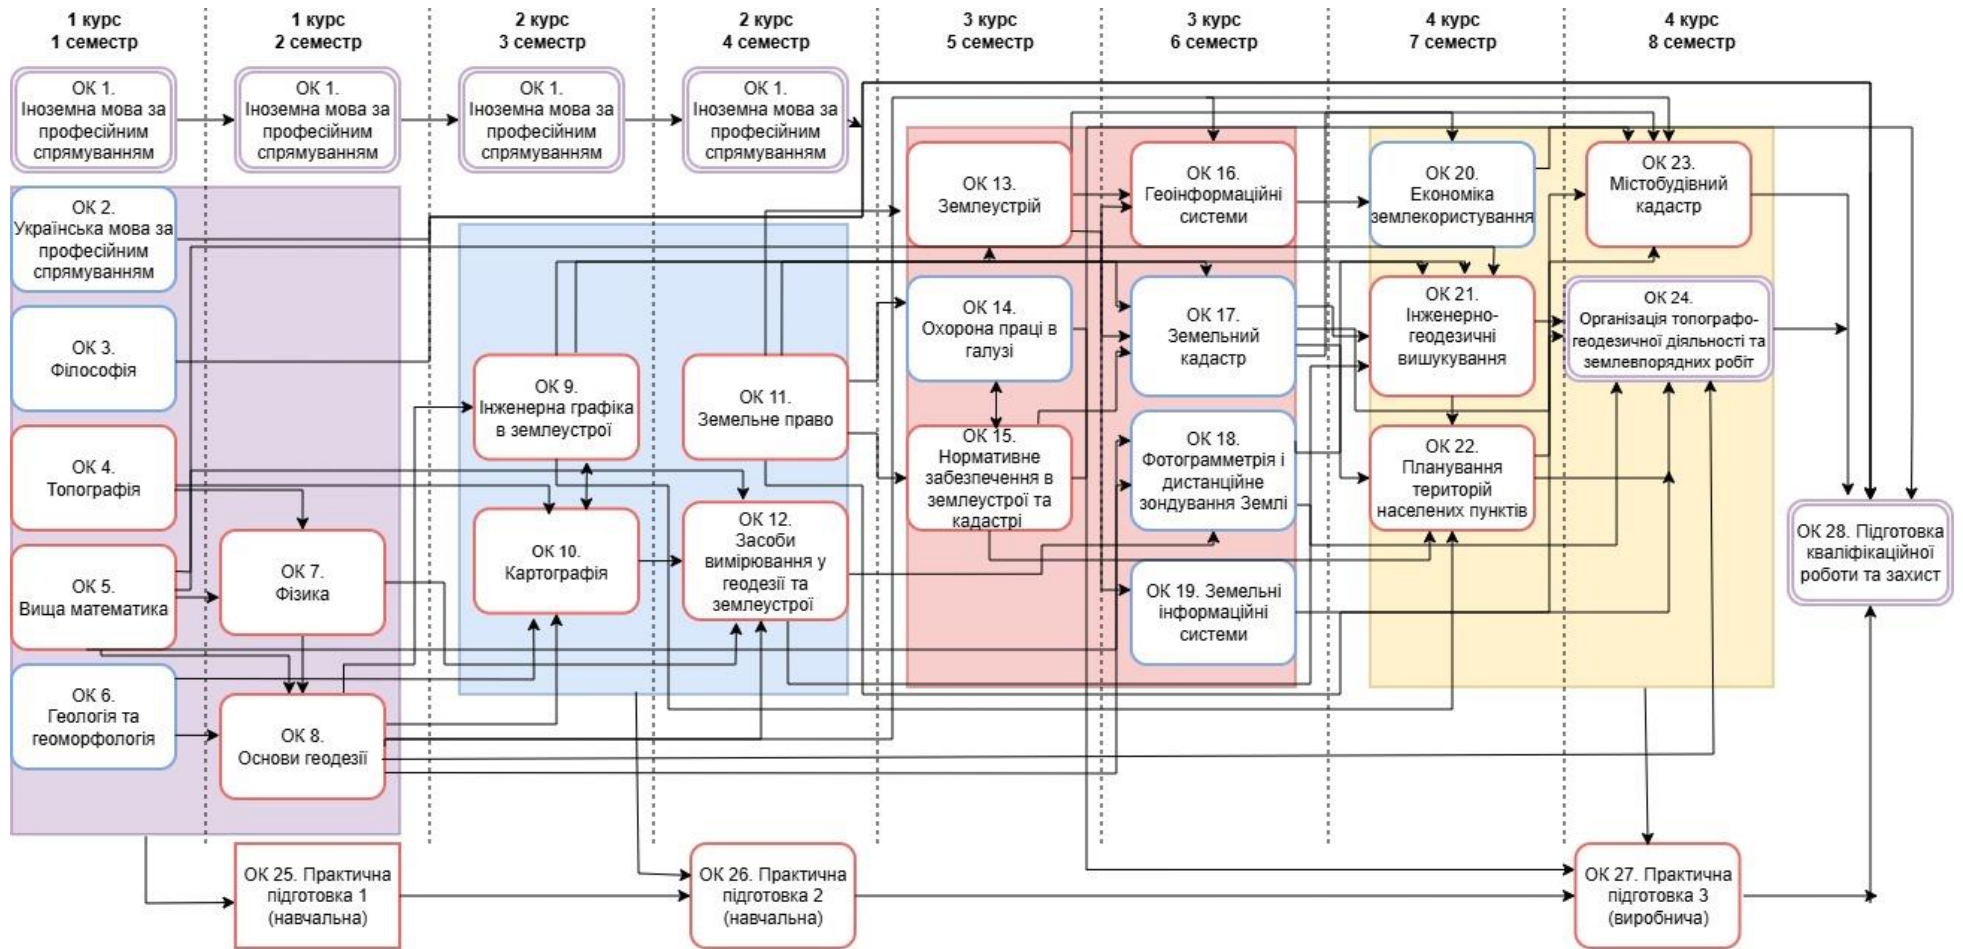 1 курс
1 семестр
1 курс
2 семестр
2 курс
3 семестр
2 курс
4 семестр
3 курс
5 семестр
3 курс
6 семестр
4 курс
7 семестр
4 курс
8 семестр
ОК 1.
Іноземна мова за
професійним
спрямуванням
ОК 1.
Іноземна мова за
професійним
спрямуванням
ОК 1.
Іноземна мова за
професійним
спрямуванням
ОК 1.
Іноземна мова за
професійним
спрямуванням
ОК 2.
Українська мова за
професійним
спрямуванням
ОК 3.
Філософія
ОК 4.
Топографія
ОК 5.
Вища математика
ОК 6.
Геологія та
геоморфологія
ОК 7.
Фізика
ОК 8.
Основи геодезії
ОК 9.
Інженерна графіка
в землеустрої
ОК 10.
Картографія
ОК 11.
Земельне право
ОК 12.
Засоби
вимірювання у
геодезії та
землеустрої
ОК 13.
Землеустрій
ОК 14.
Охорона праці в
галузі
ОК 15.
Нормативне
забезпечення в
землеустрої та
кадастрі
ОК 16.
Геоінформаційні
системи
ОК 17.
Земельний
кадастр
ОК 18.
Фотограмметрія і
дистанційне
зондування Землі
ОК 19. Земельні
інформаційні
системи
ОК 20.
Економіка
землекористування
ОК 21.
Інженерно-
геодезичні
вишукування
ОК 22.
Планування
територій
населених пунктів
ОК 23.
Містобудівний
кадастр
ОК 24.
Організація топографо-
геодезичної діяльності та
землевпорядних робіт
ОК 28. Підготовка
кваліфікаційної
роботи та захист
ОК 25. Практична
підготовка 1
(навчальна)
ОК 26. Практична
підготовка 2
(навчальна)
ОК 27. Практична
підготовка 3
(виробнича)